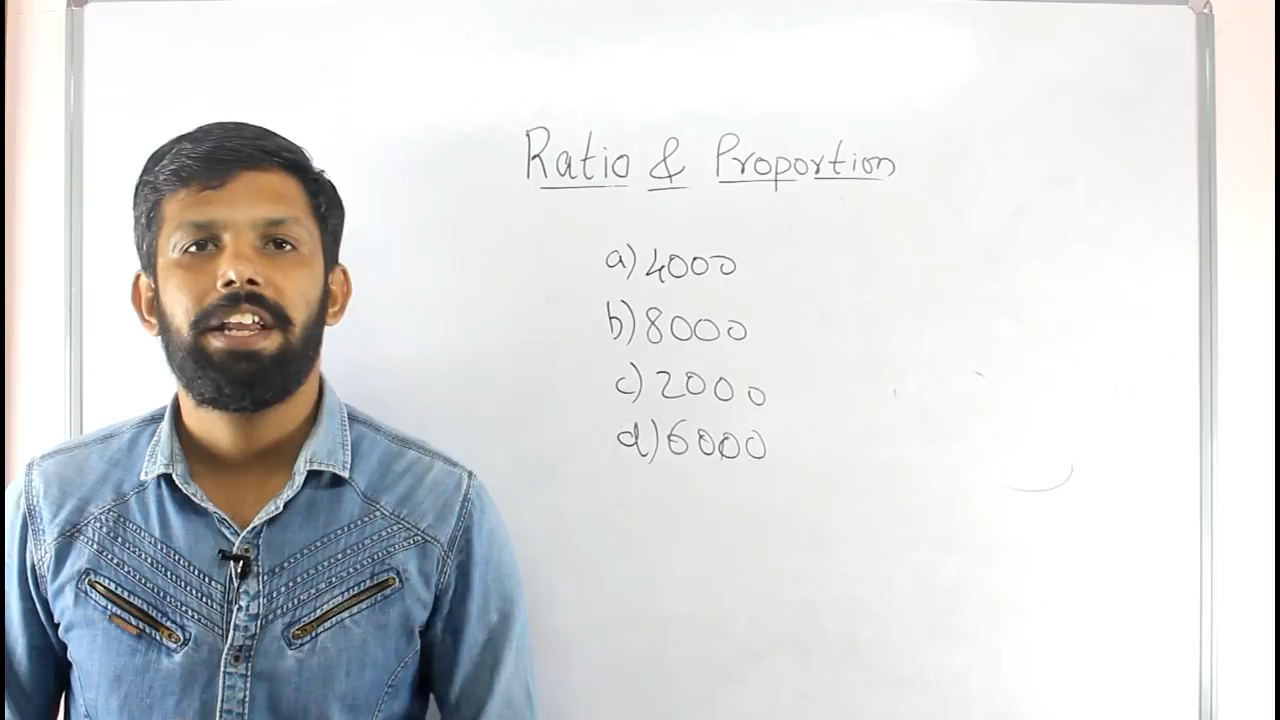 Ratio & Proportion
a) 4000
b) 8000
c) 2000
d) 6000